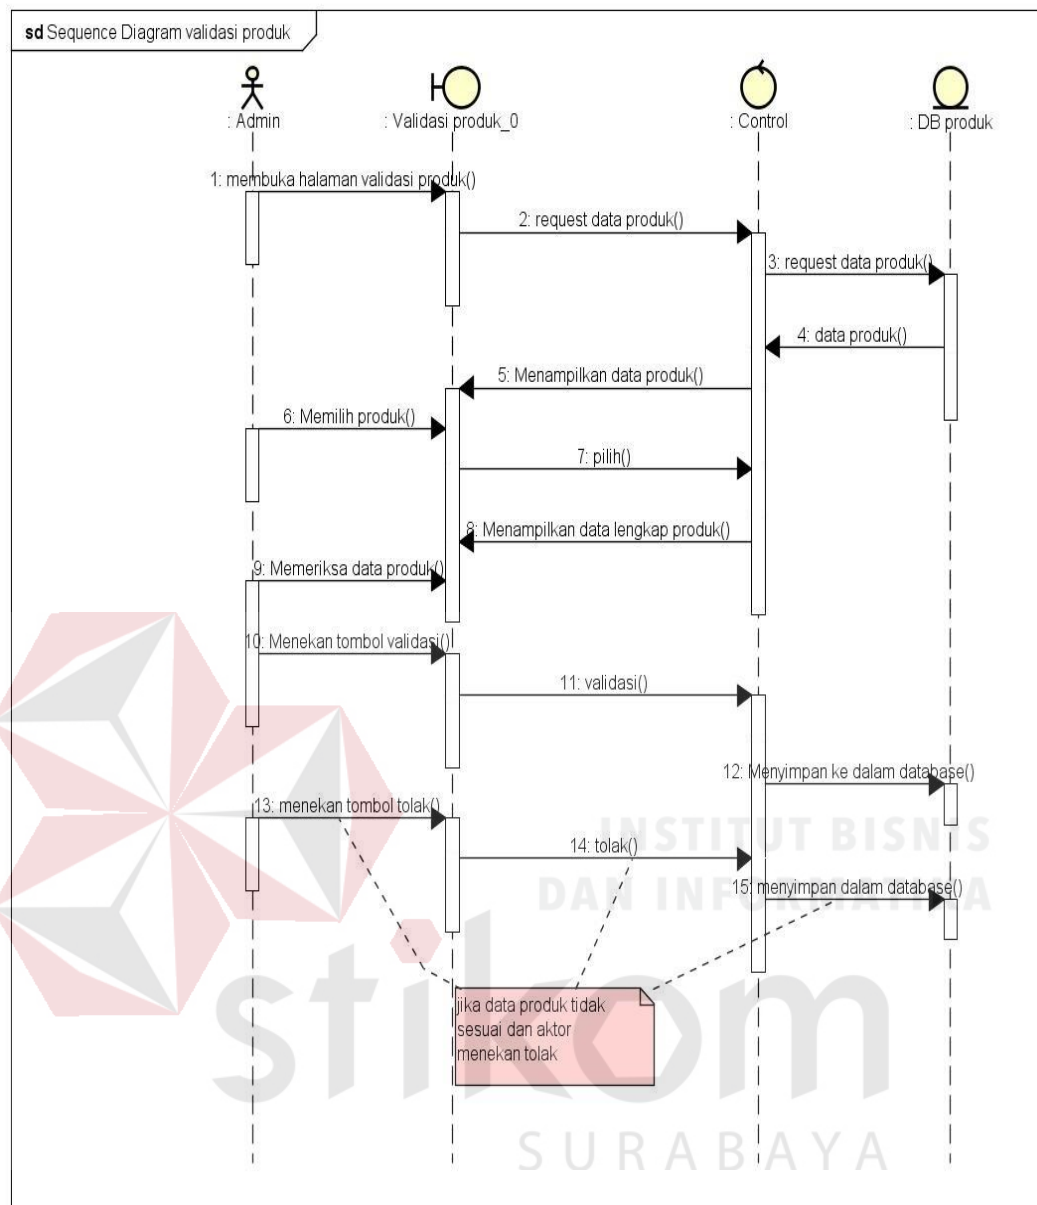 sd Sequence Diagram validasi produk
: Admin
: Validasi produk_0
: Control
: DB produk
1: membuka halaman validasi produk()
2: request data produk()
3: request data produk()
4: data produk()
5: Menampilkan data produk()
6: Memilih produk()
7: pilih()
8: Menampilkan data lengkap produk()
9: Memeriksa data produk()
10: Menekan tombol validasi()
11: validasi()
12: Menyimpan ke dalam database()
13: menekan tombol tolak()
INSTITUT BISNIS
14: tolak()
DAN INFORMATIKA
15: menyimpan dalam database()
stikom
jika data produk tidak
sesuai dan aktor
menekan tolak
SURABAYA